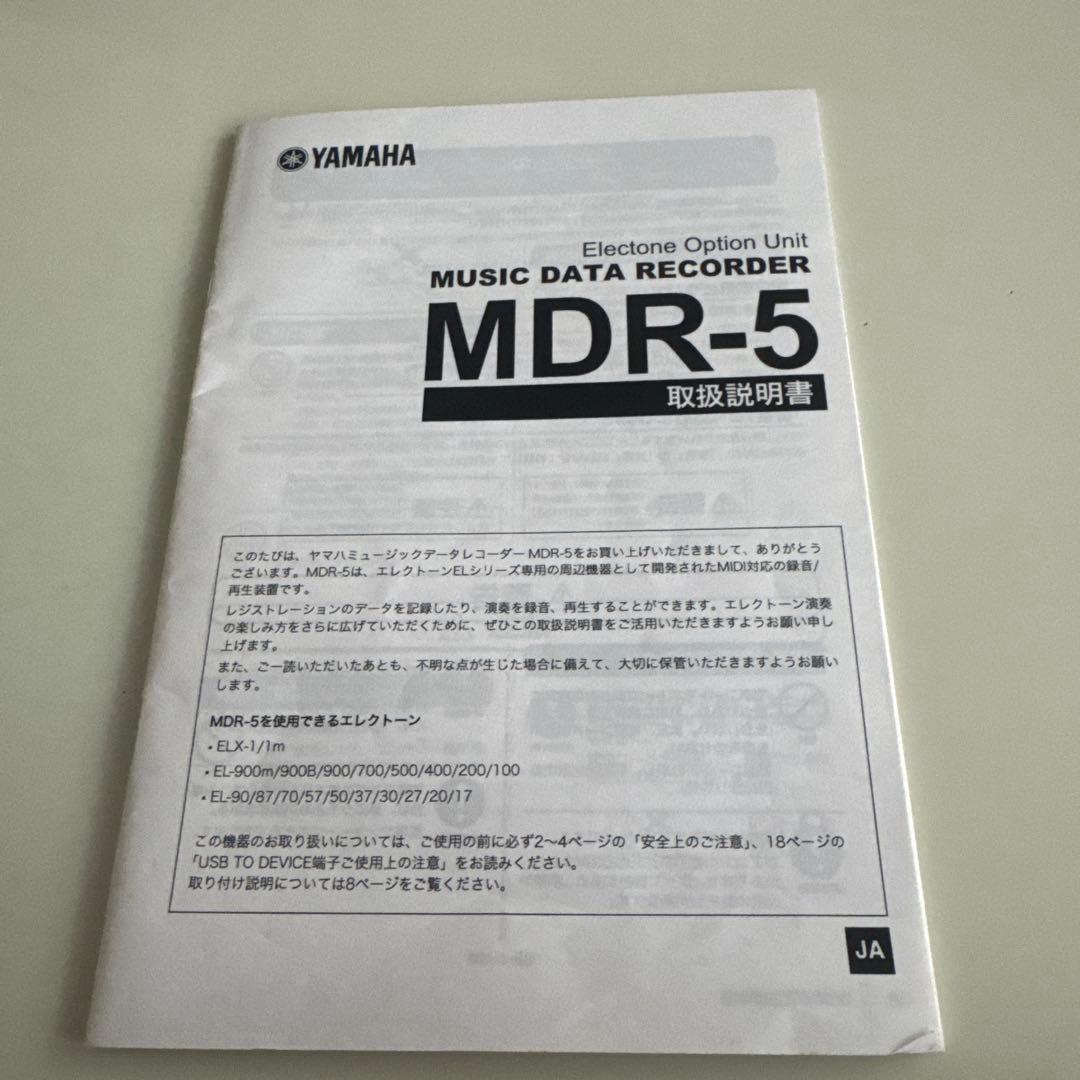 YAMAHA
Electone Option Unit
MUSIC DATA RECORDER
MDR-5
取扱説明書
このたびは、ヤマハミュージックデータレコーダー MDR-5をお買い上げいただきまして、ありがとう
ございます。MDR-5は、エレクトーンELシリーズ専用の周辺機器として開発されたMIDI対応の録音/
再生装置です。
レジストレーションのデータを記録したり、演奏を録音、再生することができます。エレクトーン演奏
の楽しみ方をさらに広げていただくために、ぜひこの取扱説明書をご活用いただきますようお願い申し
上げます。
また、ご一読いただいたあとも、不明な点が生じた場合に備えて、大切に保管いただきますようお願い
します。
MDR-5を使用できるエレクトーン
• ELX-1/1m
• EL-900m/900B/900/700/500/400/200/100
• EL-90/87/70/57/50/37/30/27/20/17
この機器のお取り扱いについては、ご使用の前に必ず2～4ページの「安全上のご注意」、18ページの
「USB TO DEVICE端子ご使用上の注意」をお読みください。
取り付け説明については8ページをご覧ください。
JA